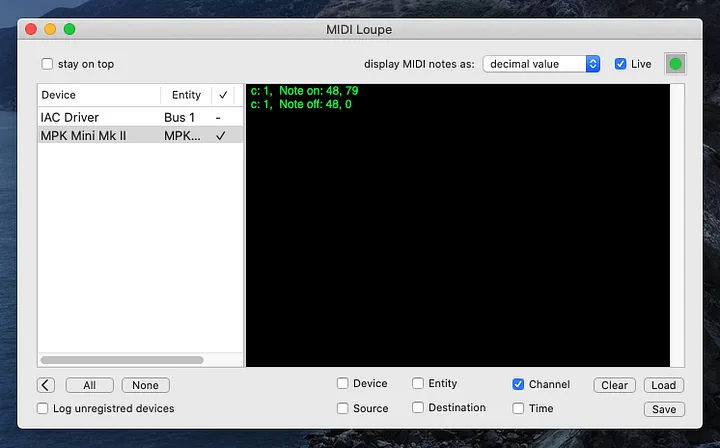 MIDI Loupe
stay on top
display MIDI notes as: decimal value Live
Device Entity ✓
IAC Driver Bus 1 -
MPK Mini Mk II MPK... ✓
c: 1, Note on: 48, 79
c: 1, Note off: 48, 0
< All None
Device Entity Channel Clear Load
Log unregistred devices
Source Destination Time Save